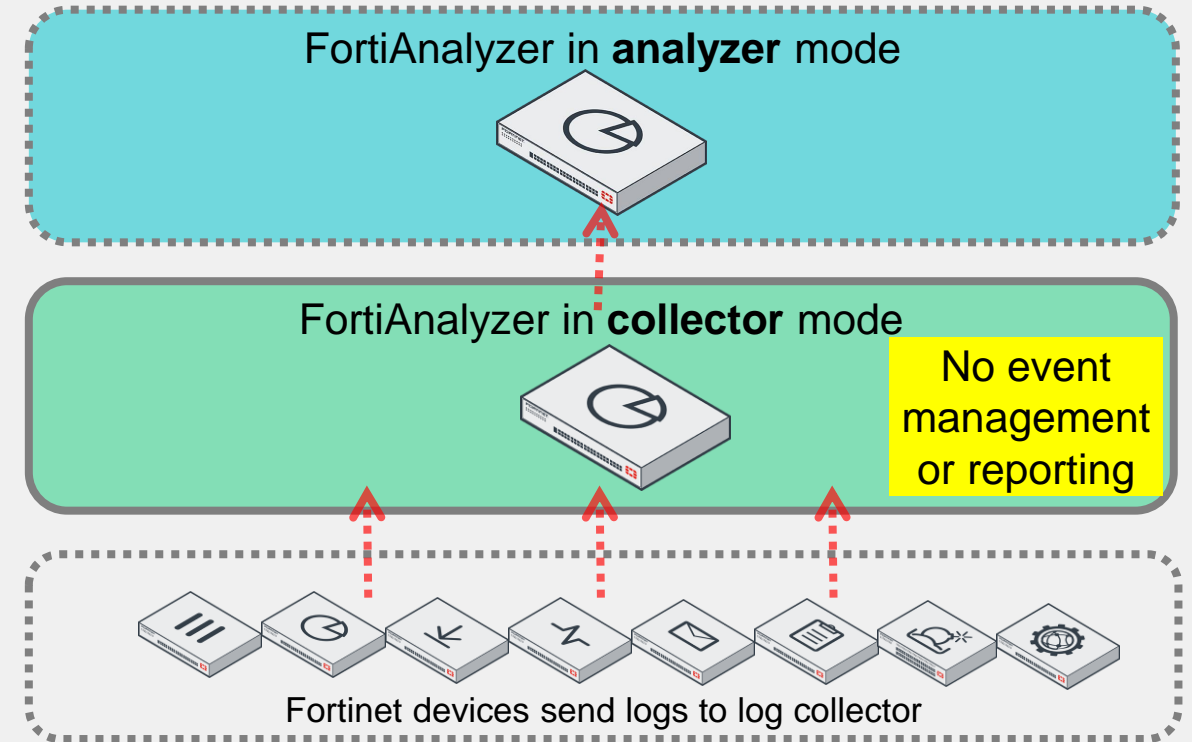 FortiAnalyzer in analyzer mode
FortiAnalyzer in collector mode
No event
management
or reporting
Fortinet devices send logs to log collector